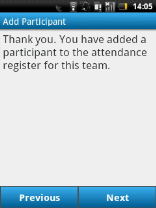 14:05
Add Participant
Thank you. You have added a
participant to the attendance
register for this team.
Previous Next